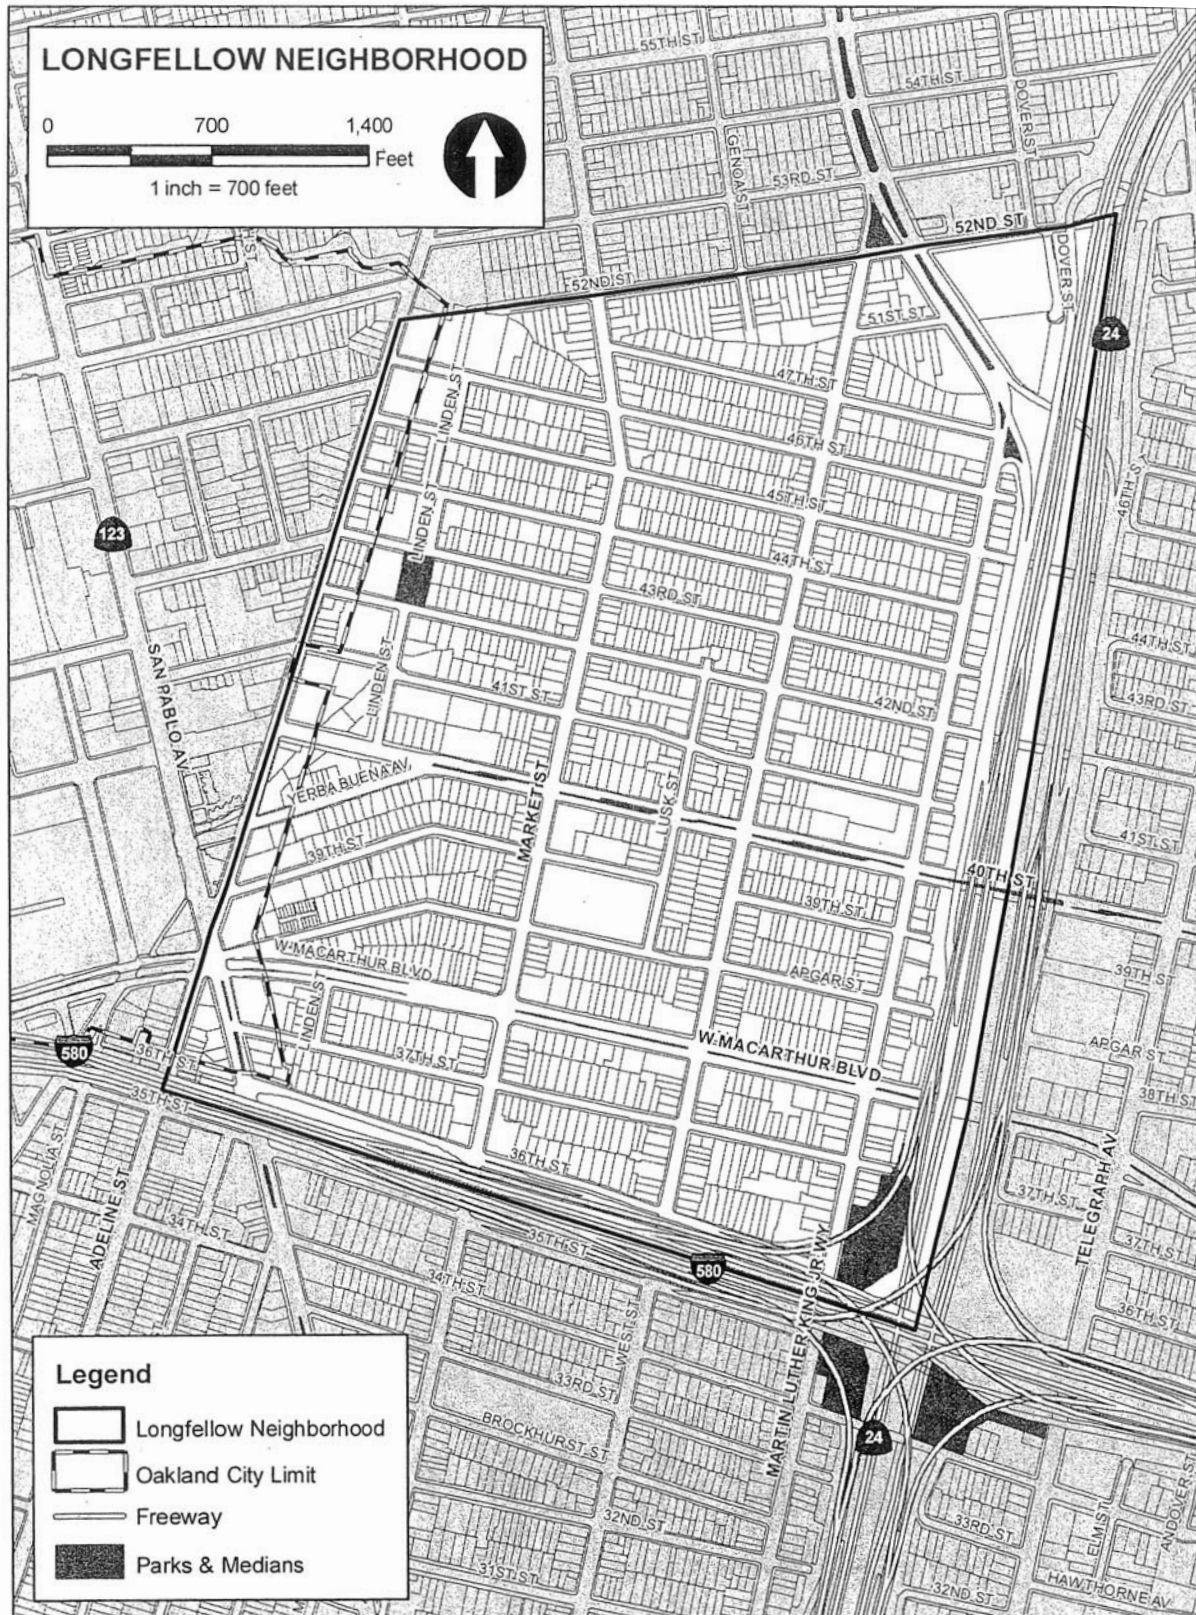 LONGFELLOW NEIGHBORHOOD
0 700 1,400
Feet
1 inch = 700 feet
55TH ST
54TH ST
DOVER ST
GENOA ST
53RD ST
52ND ST
H ST
52ND ST
DOVER ST
51ST ST
24
47TH ST
LINDEN ST
46TH ST
46TH ST
45TH ST
LINDEN ST
123
44TH ST
43RD ST
44TH ST
SAN PABLO AV
LINDEN ST
41ST ST
42ND ST
43RD ST
YERBA BUENA AV
MARKET ST
LUSK ST
41ST ST
39TH ST
40TH ST
39TH ST
W MACARTHUR BLVD
APGAR ST
39TH ST
LINDEN ST
W MACARTHUR BLVD
APGAR ST
580
36TH ST
37TH ST
38TH ST
35TH ST
36TH ST
MAGNOLIA ST
ADELINE ST
37TH ST
TELEGRAPH AV
34TH ST
35TH ST
37TH ST
580
34TH ST
36TH ST
MARTIN LUTHER KING JR WY
WEST S
33RD ST
BROCKHURST ST
24
32ND ST
33RD ST
ELM ST
ANDOVER ST
31ST ST
32ND ST
HAWTHORNE AV
Legend
Longfellow Neighborhood
Oakland City Limit
Freeway
Parks & Medians